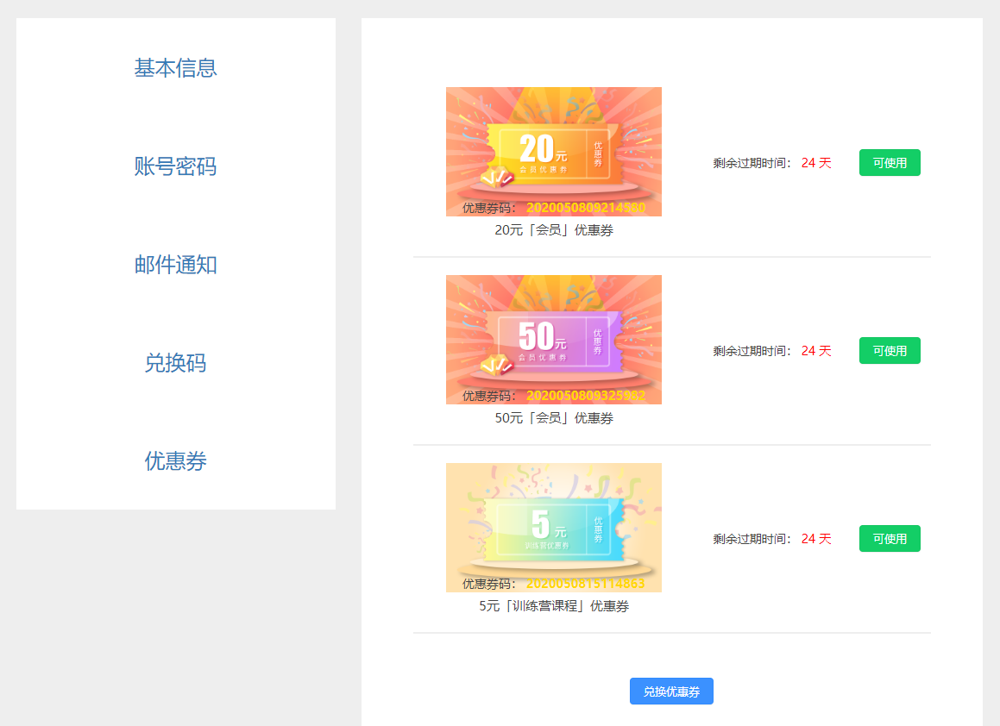 基本信息
账号密码
邮件通知
兑换码
优惠券
20元
会员优惠券
优惠券
优惠券码： 2020050809214580
20元「会员」优惠券
剩余过期时间： 24 天
可使用
50元
会员优惠券
优惠券
优惠券码： 2020050809325982
50元「会员」优惠券
剩余过期时间： 24 天
可使用
5元
训练营优惠券
优惠券
优惠券码： 2020050815114863
5元「训练营课程」优惠券
剩余过期时间： 24 天
可使用
兑换优惠券